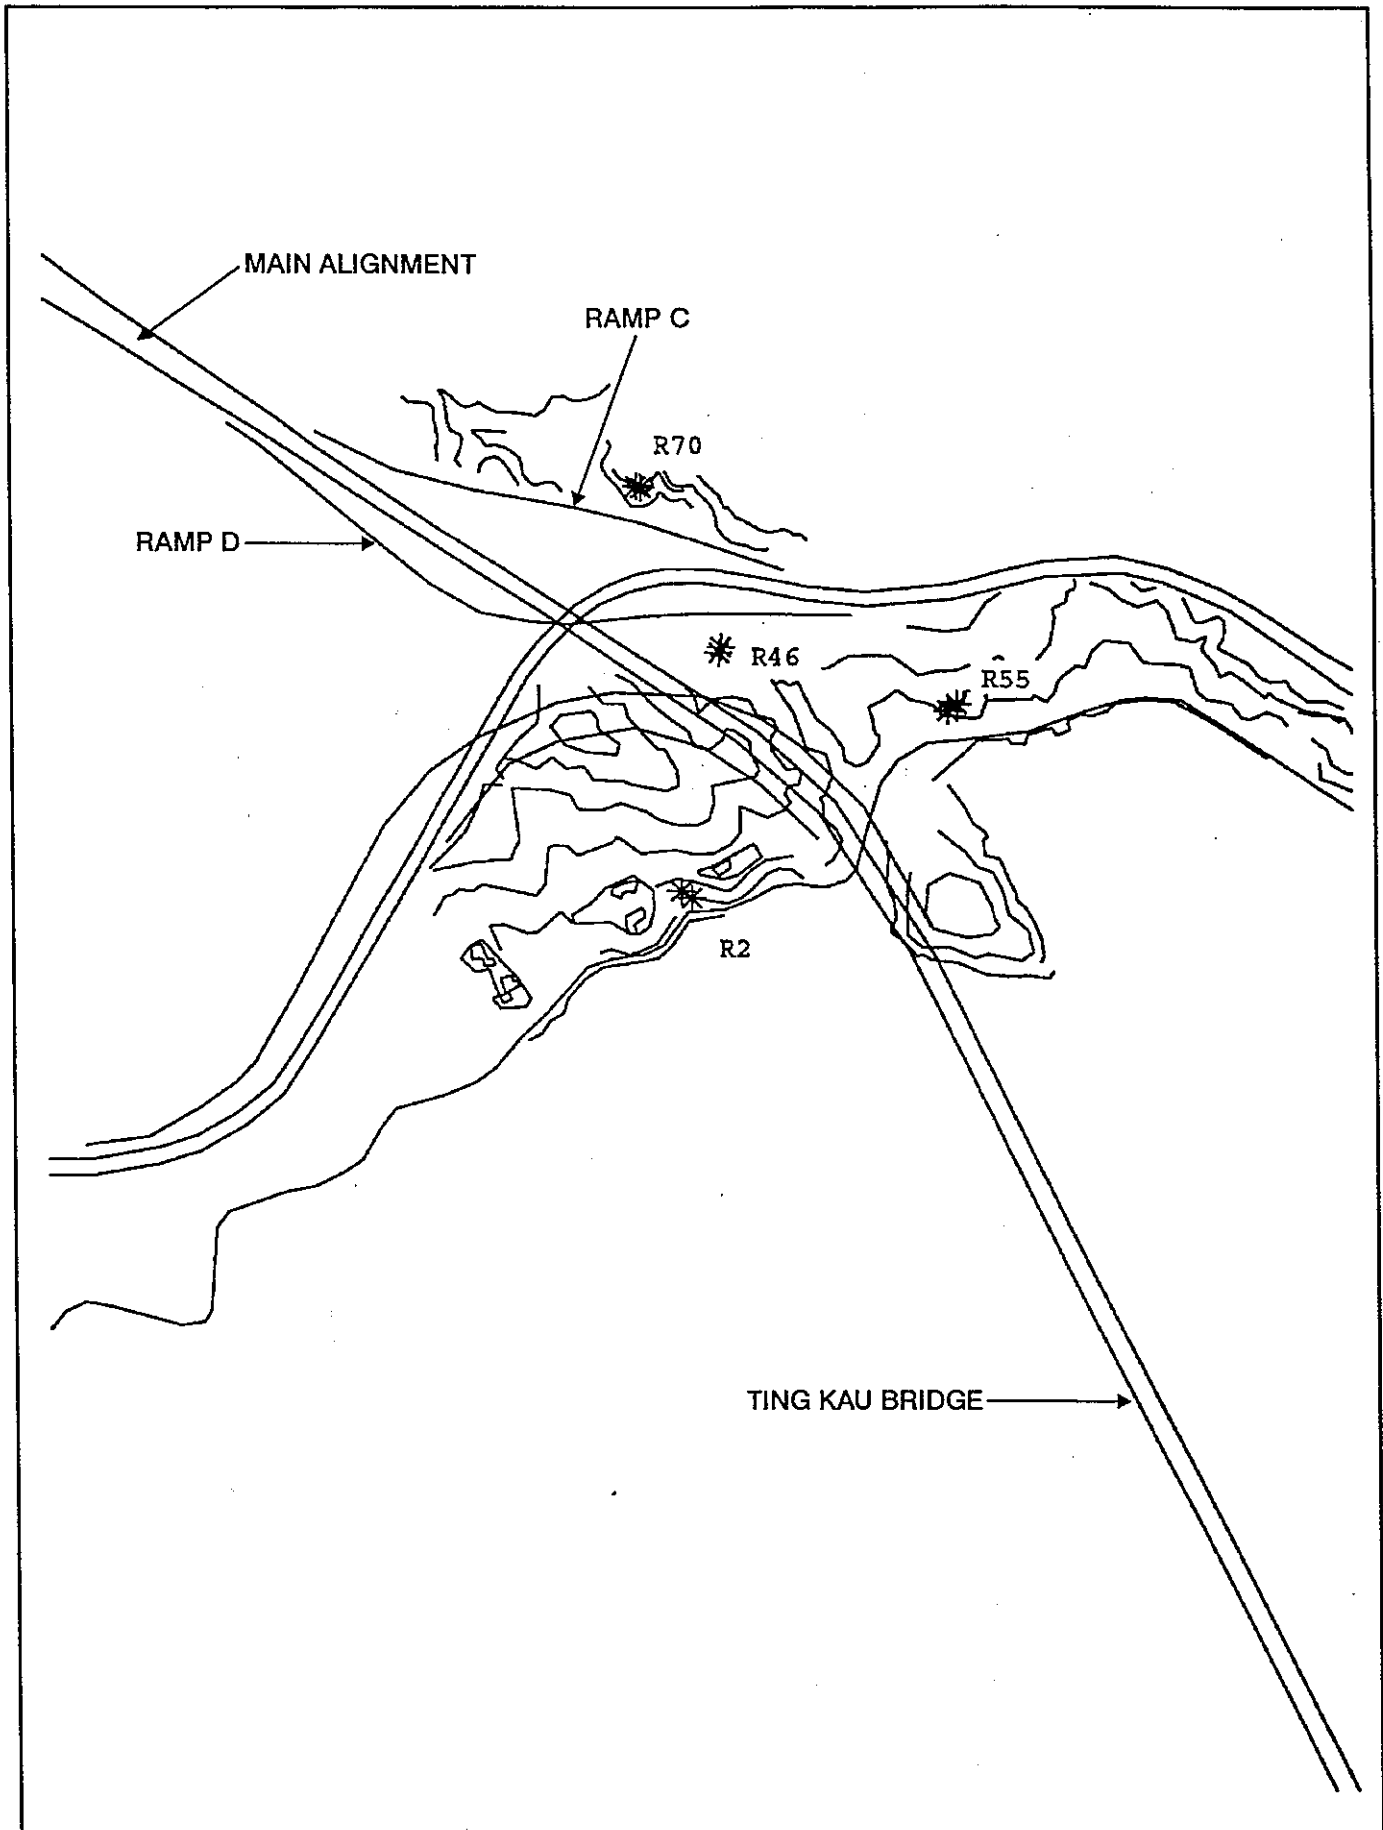 MAIN ALIGNMENT
RAMP C
R70
RAMP D
R46
R55
R2
TING KAU BRIDGE